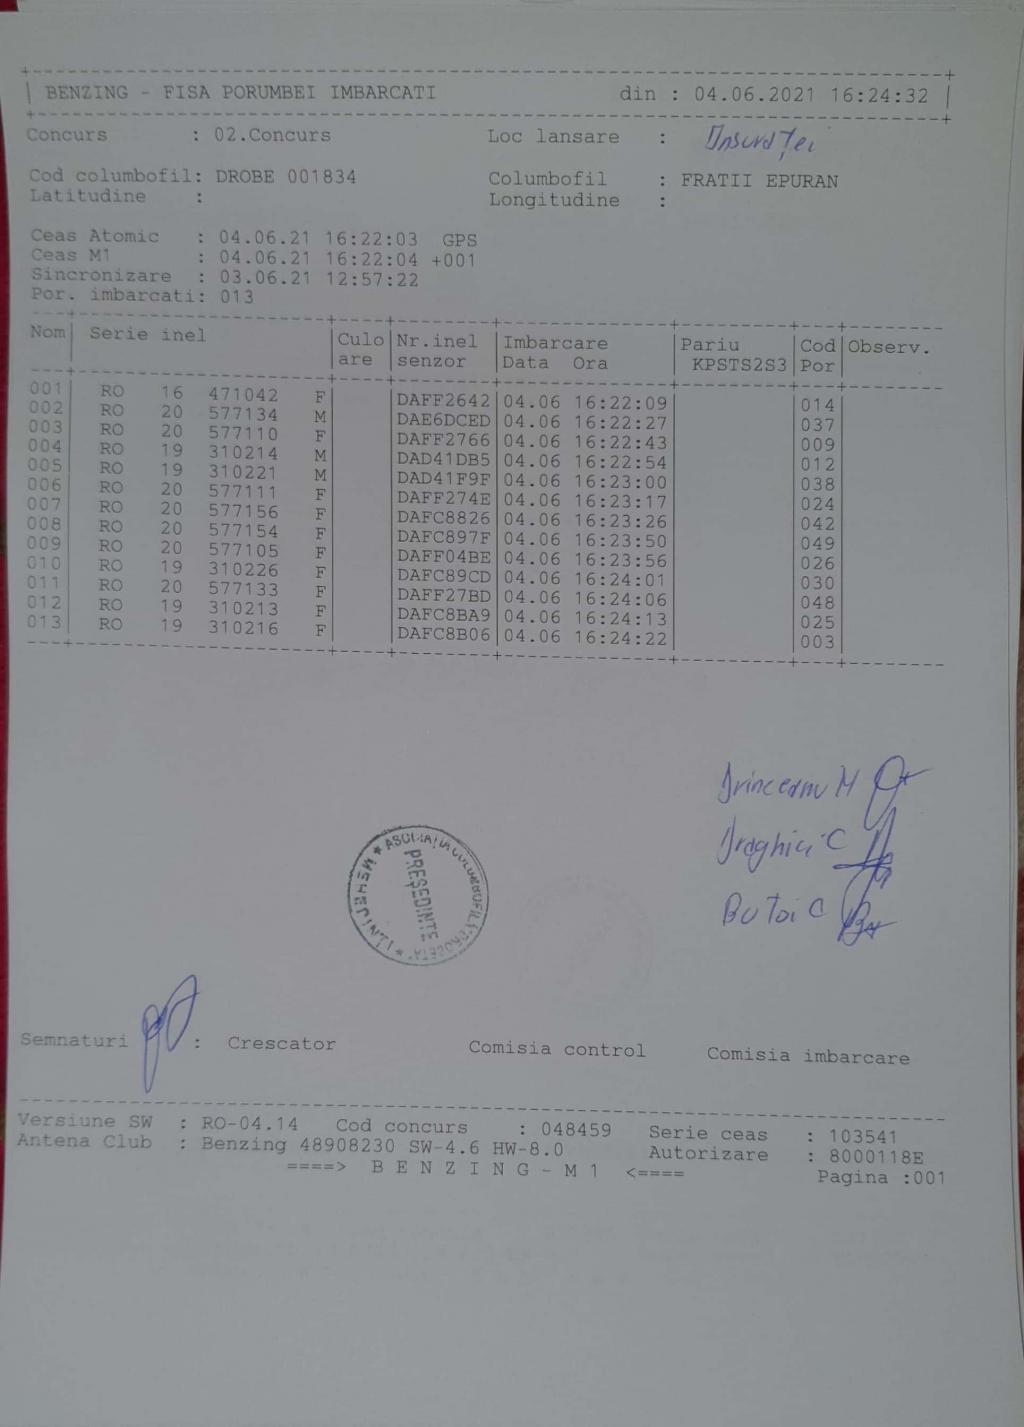 BENZING - FISA PORUMBEI IMBARCATI din : 04.06.2021 16:24:32
Concurs : 02.Concurs Loc lansare : Insurăței
Cod columbofil: DROBE 001834 Columbofil : FRATII EPURAN
Latitudine : Longitudine :
Ceas Atomic : 04.06.21 16:22:03 GPS
Ceas M1 : 04.06.21 16:22:04 +001
Sincronizare : 03.06.21 12:57:22
Por. imbarcati: 013
Nom Serie inel Culo Nr.inel Imbarcare Pariu Cod Observ.
are senzor Data Ora KPSTS2S3 Por
001 RO 16 471042 F DAFF2642 04.06 16:22:09 014
002 RO 20 577134 M DAE6DCED 04.06 16:22:27 037
003 RO 20 577110 F DAFF2766 04.06 16:22:43 009
004 RO 19 310214 M DAD41DB5 04.06 16:22:54 012
005 RO 19 310221 M DAD41F9F 04.06 16:23:00 038
006 RO 20 577111 F DAFF274E 04.06 16:23:17 024
007 RO 20 577156 F DAFC8826 04.06 16:23:26 042
008 RO 20 577154 F DAFC897F 04.06 16:23:50 049
009 RO 20 577105 F DAFF04BE 04.06 16:23:56 026
010 RO 19 310226 F DAFC89CD 04.06 16:24:01 030
011 RO 20 577133 F DAFF27BD 04.06 16:24:06 048
012 RO 19 310213 F DAFC8BA9 04.06 16:24:13 025
013 RO 19 310216 F DAFC8B06 04.06 16:24:22 003
Drinceanu M
Draghici C
Butoi C
PREȘEDINTE
MEHEDINȚI
Semnaturi : Crescator Comisia control Comisia imbarcare
Versiune SW : RO-04.14 Cod concurs : 048459 Serie ceas : 103541
Antena Club : Benzing 48908230 SW-4.6 HW-8.0 Autorizare : 8000118E
====> B E N Z I N G - M 1 <==== Pagina :001